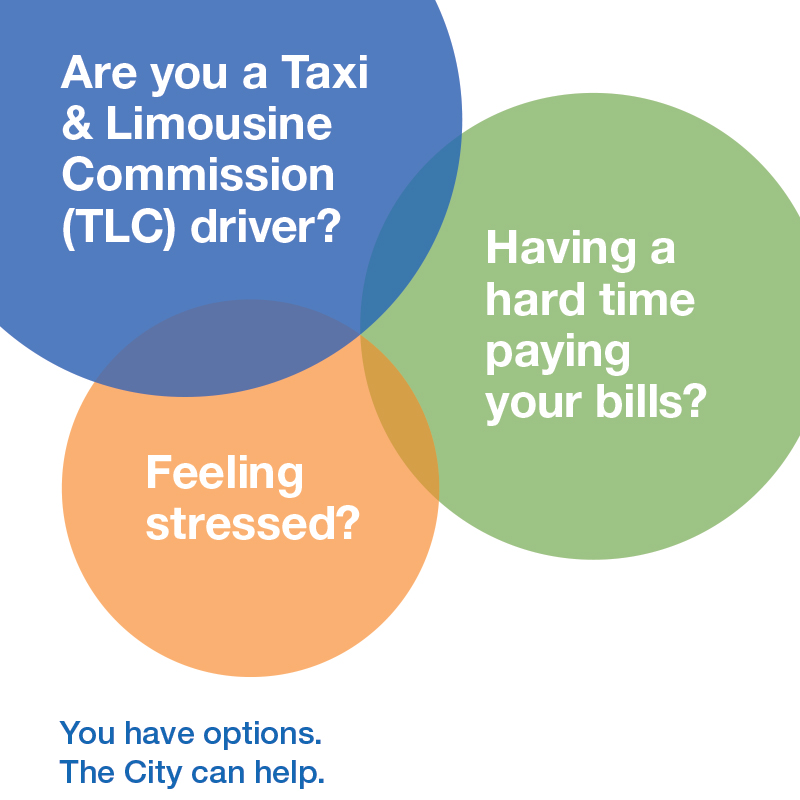 Are you a Taxi
& Limousine
Commission
(TLC) driver?
Having a
hard time
paying
your bills?
Feeling
stressed?
You have options.
The City can help.